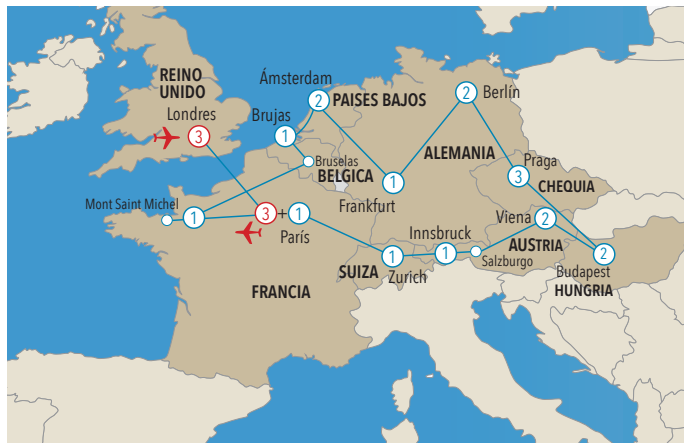 REINO
UNIDO
Londres
3
Ámsterdam
2
PAISES BAJOS
Brujas
1
Bruselas
BELGICA
2
Berlín
ALEMANIA
1
Frankfurt
Praga
3
CHEQUIA
Mont Saint Michel
1
3+1
París
Viena
2
AUSTRIA
Innsbruck
1
Salzburgo
SUIZA
1
Zurich
2
Budapest
HUNGRIA
FRANCIA